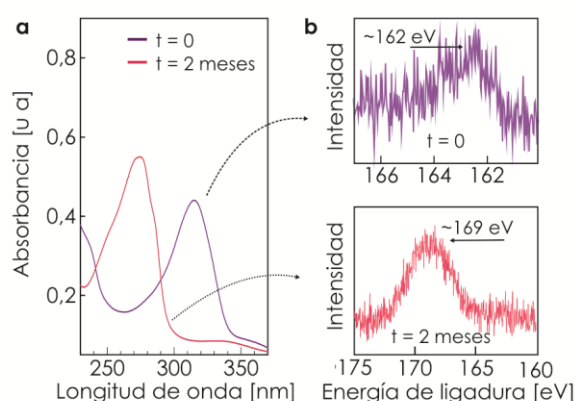 a
t = 0
t = 2 meses
Absorbancia [u a]
0,8
0,6
0,4
0,2
250
300
350
Longitud de onda [nm]
b
~162 eV
Intensidad
t = 0
166
164
162
~169 eV
Intensidad
t = 2 meses
175
170
165
160
Energía de ligadura [eV]